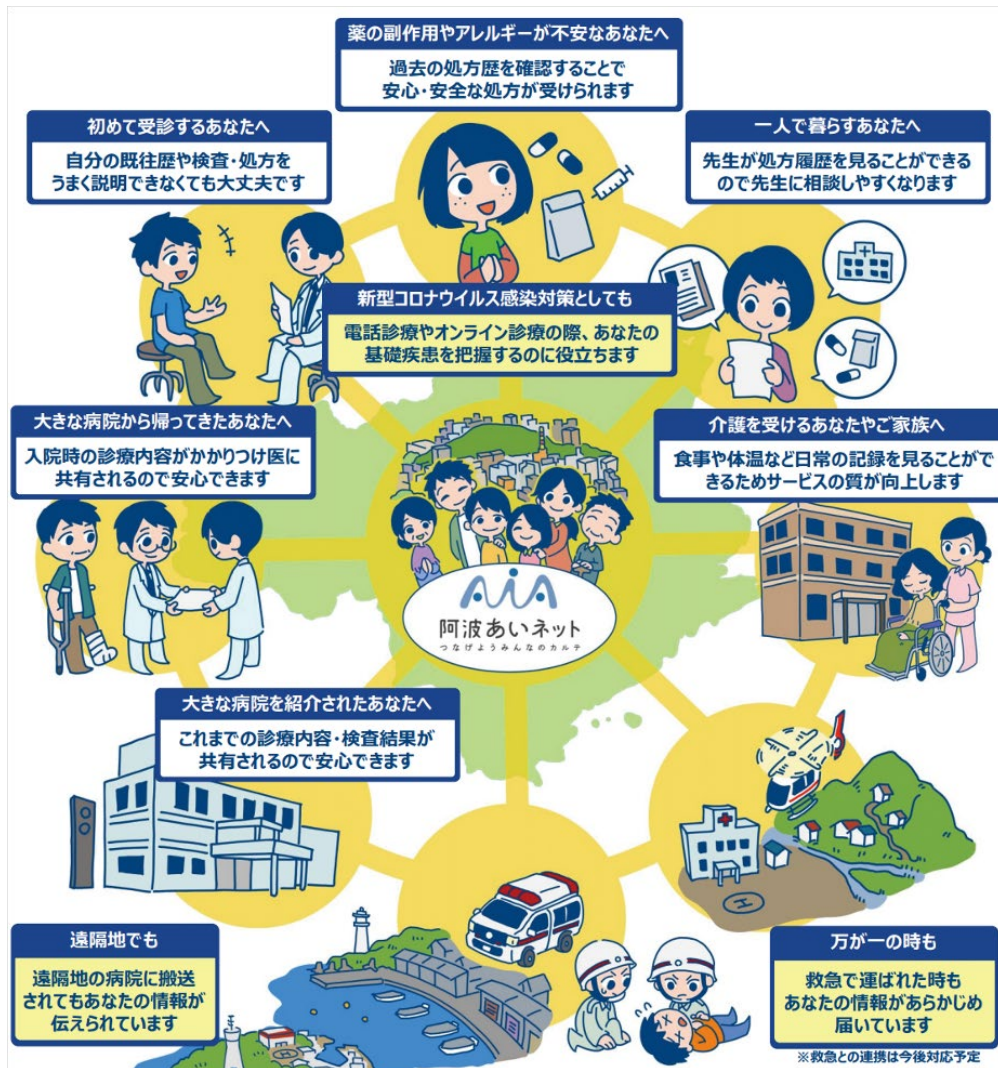 薬の副作用やアレルギーが不安なあなたへ
過去の処方歴を確認することで
安心・安全な処方が受けられます
初めて受診するあなたへ
自分の既往歴や検査・処方を
うまく説明できなくても大丈夫です
一人で暮らすあなたへ
先生が処方履歴を見ることができる
ので先生に相談しやすくなります
新型コロナウイルス感染対策としても
電話診療やオンライン診療の際、あなたの
基礎疾患を把握するのに役立ちます
大きな病院から帰ってきたあなたへ
入院時の診療内容がかかりつけ医に
共有されるので安心できます
介護を受けるあなたやご家族へ
食事や体温など日常の記録を見ることがで
きるためサービスの質が向上します
AiA
阿波あいネット
つなげようみんなのカルテ
大きな病院を紹介されたあなたへ
これまでの診療内容・検査結果が
共有されるので安心できます
H
H
遠隔地でも
遠隔地の病院に搬送
されてもあなたの情報が
伝えられています
万が一の時も
救急で運ばれた時も
あなたの情報があらかじめ
届いています
※救急との連携は今後対応予定